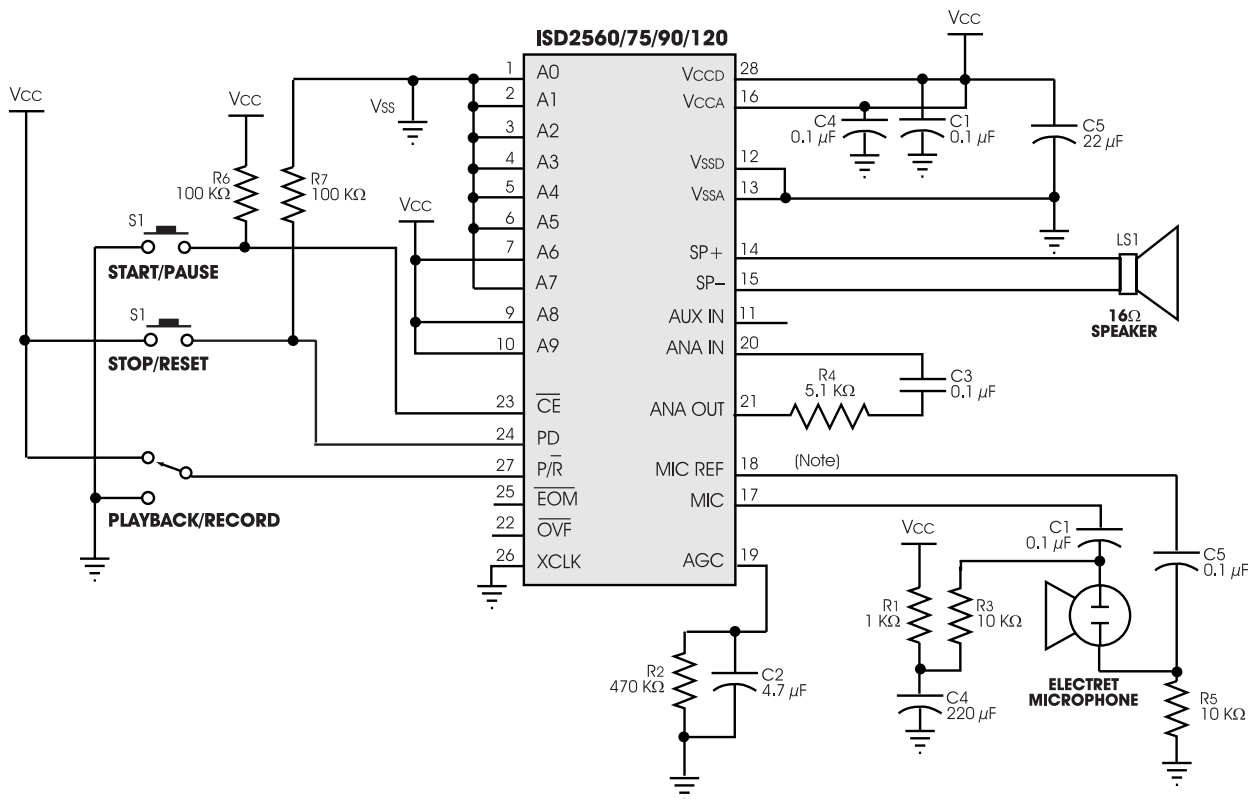 ISD2560/75/90/120
VCC
VCC
VCC
VSS
R6
100 KΩ
R7
100 KΩ
S1
START/PAUSE
S1
STOP/RESET
PLAYBACK/RECORD
VCC
1 A0
2 A1
3 A2
4 A3
5 A4
6 A5
7 A6
A7
9 A8
10 A9
23 CE
24 PD
27 P/R
25 EOM
22 OVF
26 XCLK
VCCD 28
VCCA 16
VSSD 12
VSSA 13
SP+ 14
SP– 15
AUX IN 11
ANA IN 20
ANA OUT 21
MIC REF 18
MIC 17
AGC 19
C4
0.1 µF
C1
0.1 µF
C5
22 µF
LS1
16Ω
SPEAKER
R4
5.1 KΩ
C3
0.1 µF
(Note)
VCC
C1
0.1 µF
C5
0.1 µF
R1
1 KΩ
R3
10 KΩ
C4
220 µF
ELECTRET
MICROPHONE
R5
10 KΩ
R2
470 KΩ
C2
4.7 µF